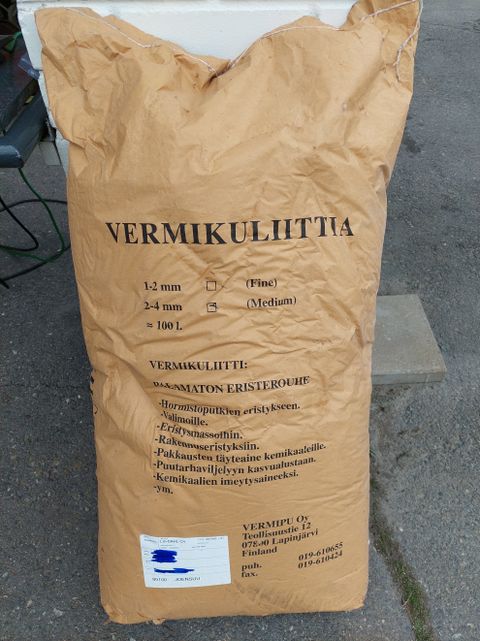 VERMIKULIITTIA
1-2 mm (Fine)
2-4 mm (Medium)
≈ 100 l.
VERMIKULIITTI:
PALAMATON ERISTEROUHE
-Hormistoputkien eristykseen.
-Valimoille.
-Eristysmassoihin.
-Rakennuseristyksiin.
-Pakkausten täyteaine kemikaaleille.
-Puutarhaviljelyyn kasvualustaan.
-Kemikaalien imeytysaineeksi.
-ym.
VERMIPU Oy
Teollisuustie 12
07890 Lapinjärvi
Finland
puh. 019-610655
fax. 019-610424
JOENSUU